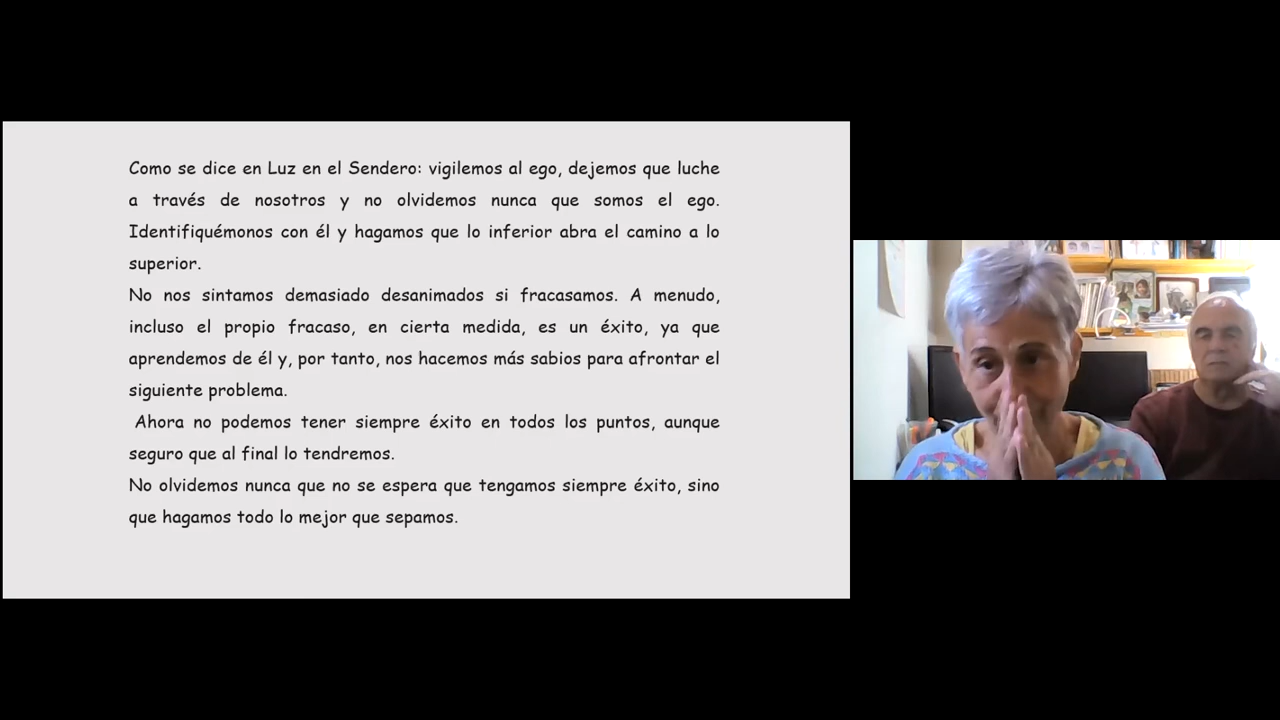 Como se dice en Luz en el Sendero: vigilemos al ego, dejemos que luche
a través de nosotros y no olvidemos nunca que somos el ego.
Identifiquémonos con él y hagamos que lo inferior abra el camino a lo
superior.
No nos sintamos demasiado desanimados si fracasamos. A menudo,
incluso el propio fracaso, en cierta medida, es un éxito, ya que
aprendemos de él y, por tanto, nos hacemos más sabios para afrontar el
siguiente problema.
Ahora no podemos tener siempre éxito en todos los puntos, aunque
seguro que al final lo tendremos.
No olvidemos nunca que no se espera que tengamos siempre éxito, sino
que hagamos todo lo mejor que sepamos.